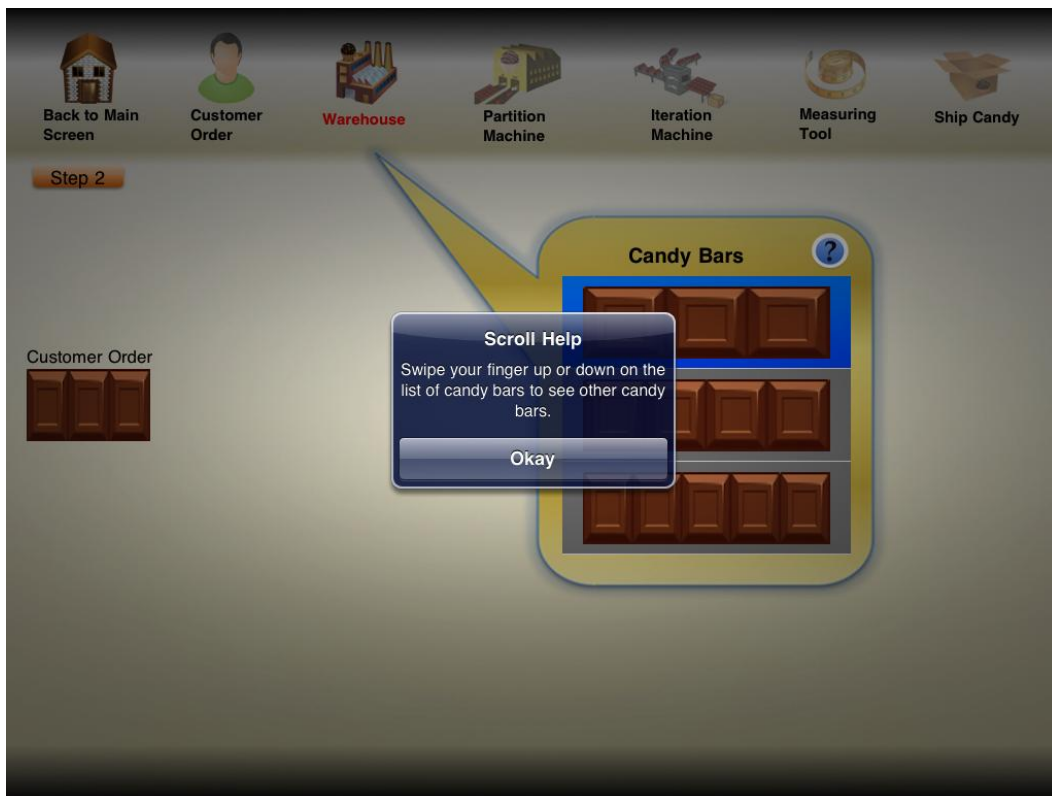 Back to Main
Screen
Customer
Order
Warehouse
Partition
Machine
Iteration
Machine
Measuring
Tool
Ship Candy
Step 2
Candy Bars
?
Scroll Help
Swipe your finger up or down on the
list of candy bars to see other candy
bars.
Okay
Customer Order